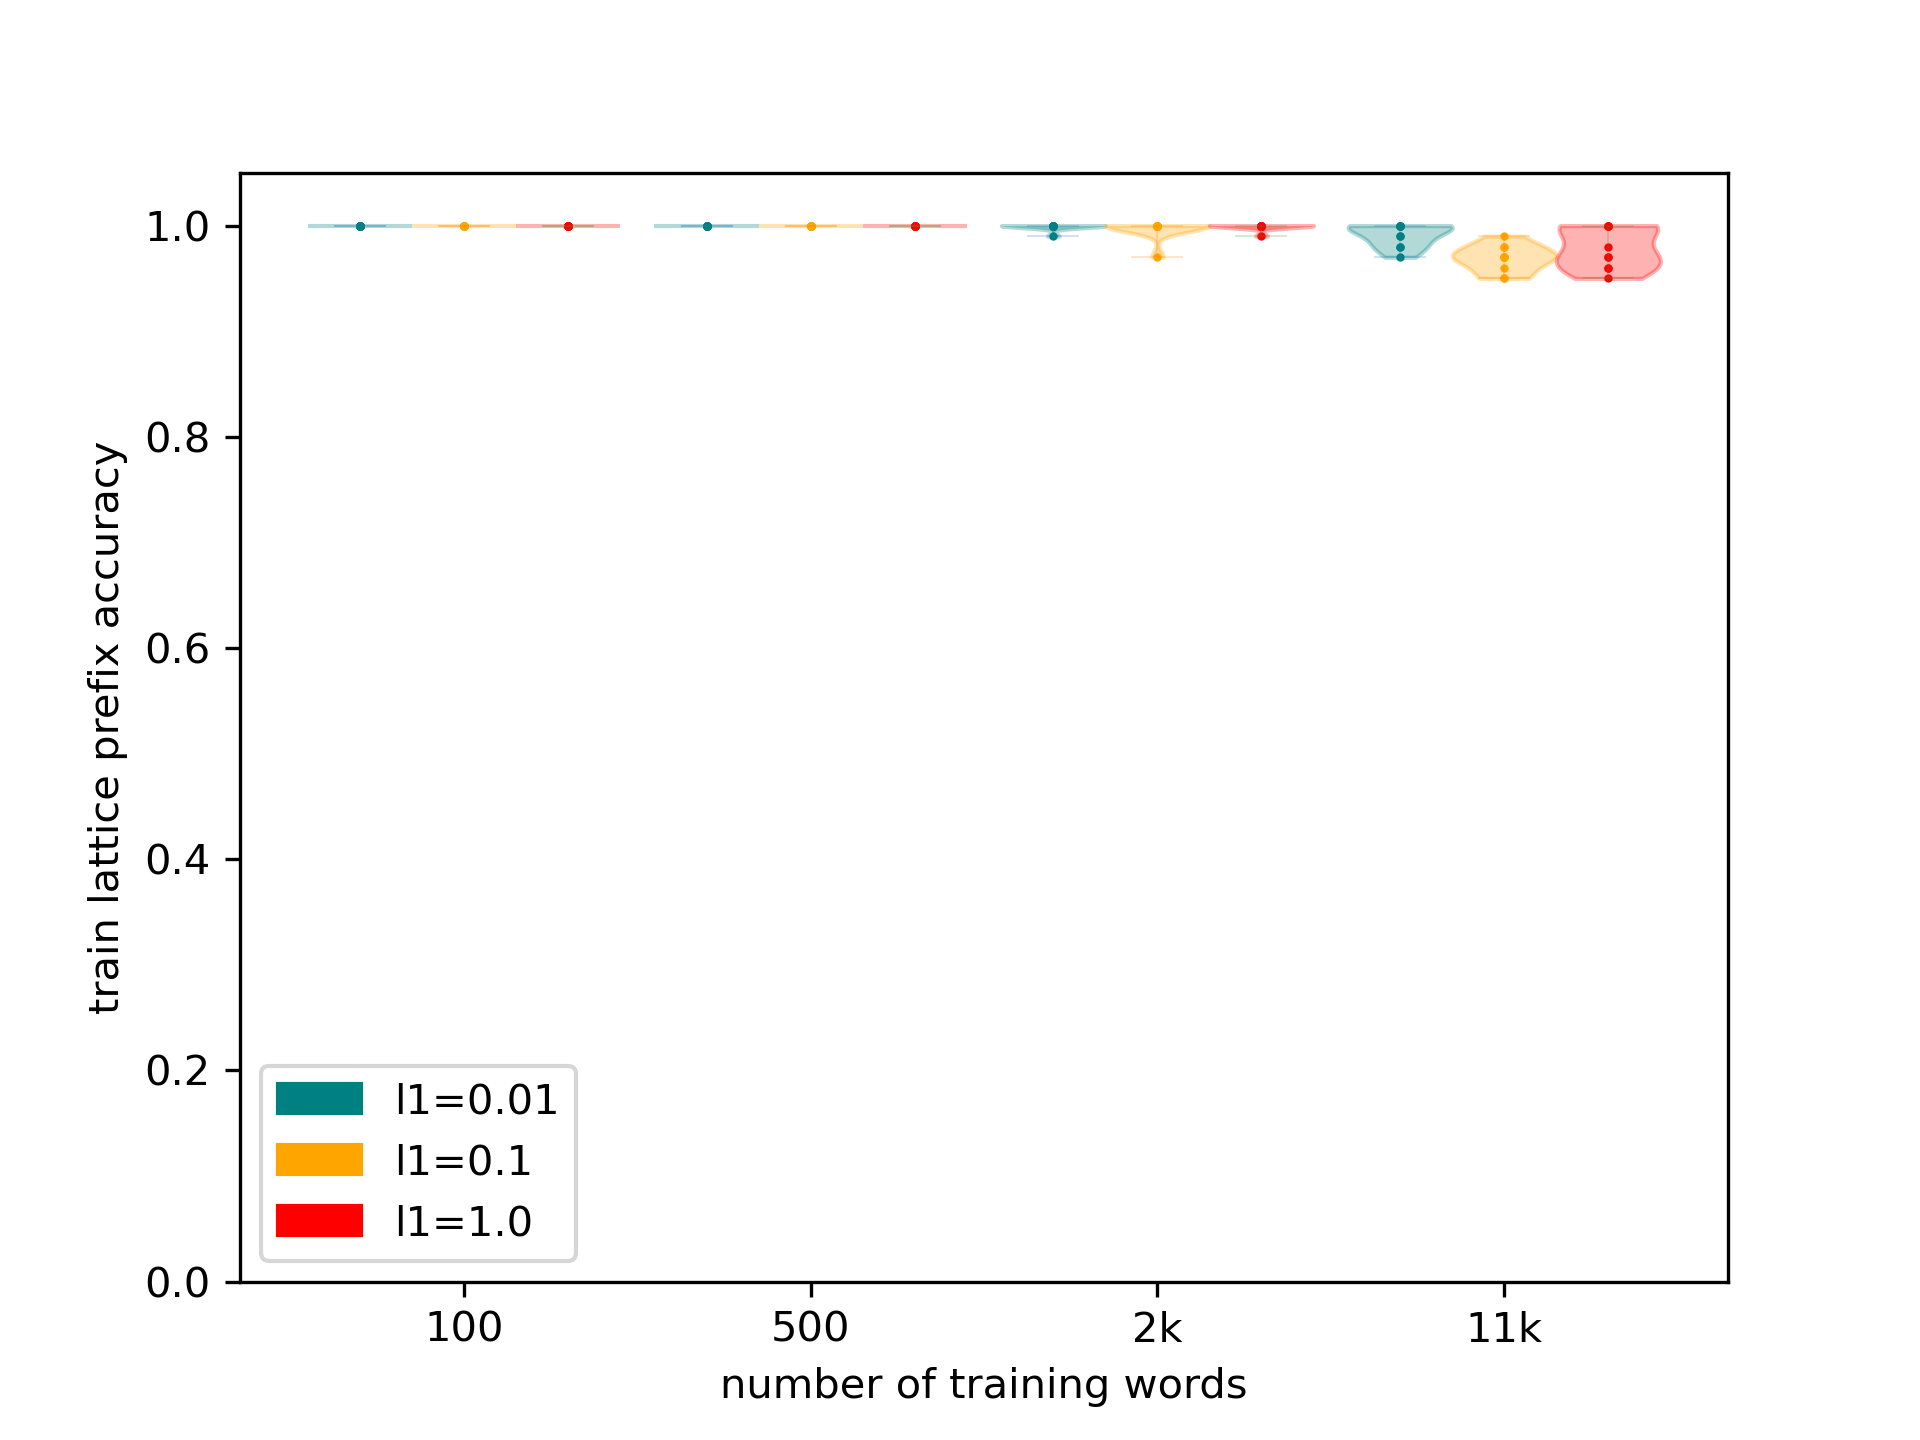 1.0
0.8
0.6
0.4
0.2
0.0
train lattice prefix accuracy
l1=0.01
l1=0.1
l1=1.0
100 500 2k 11k
number of training words